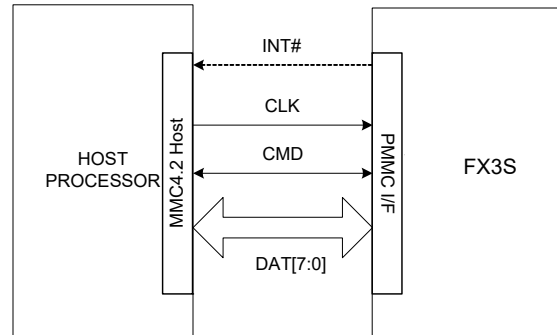 INT#
CLK
CMD
DAT[7:0]
HOST
PROCESSOR
MMC4.2 Host
PMMC I/F
FX3S